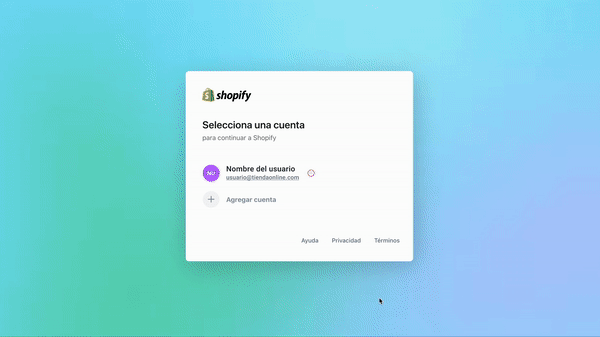 shopify
Selecciona una cuenta
para continuar a Shopify
NU
Nombre del usuario
usuario@tiendaonline.com
Agregar cuenta
Ayuda Privacidad Términos